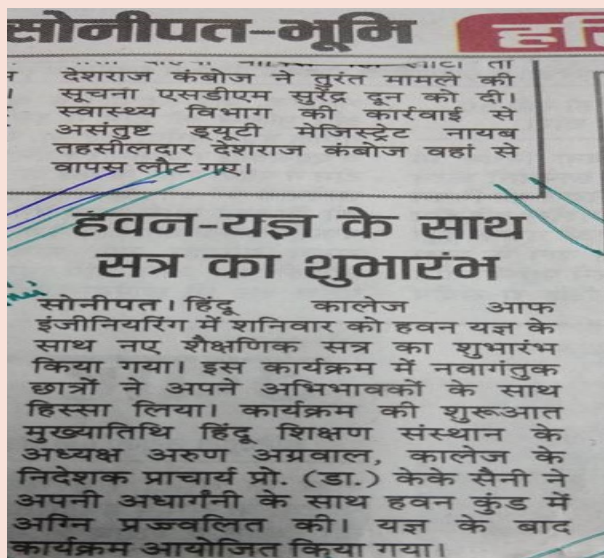 सोनीपत-भूमि
देशराज कंबोज ने तुरंत मामले की
सूचना एसडीएम सुरेंद्र दून को दी।
स्वास्थ्य विभाग की कार्रवाई से
असंतुष्ट ड्यूटी मेजिस्ट्रेट नायब
तहसीलदार देशराज कंबोज वहां से
वापस लौट गए।
हवन-यज्ञ के साथ
सत्र का शुभारंभ
सोनीपत। हिंदू कालेज आफ
इंजीनियरिंग में शनिवार को हवन यज्ञ के
साथ नए शैक्षणिक सत्र का शुभारंभ
किया गया। इस कार्यक्रम में नवागंतुक
छात्रों ने अपने अभिभावकों के साथ
हिस्सा लिया। कार्यक्रम की शुरूआत
मुख्यातिथि हिंदू शिक्षण संस्थान के
अध्यक्ष अरुण अग्रवाल, कालेज के
निदेशक प्राचार्य प्रो. (डा.) केके सैनी ने
अपनी अधार्गंनी के साथ हवन कुंड में
अग्नि प्रज्ज्वलित की। यज्ञ के बाद
कार्यक्रम आयोजित किया गया।